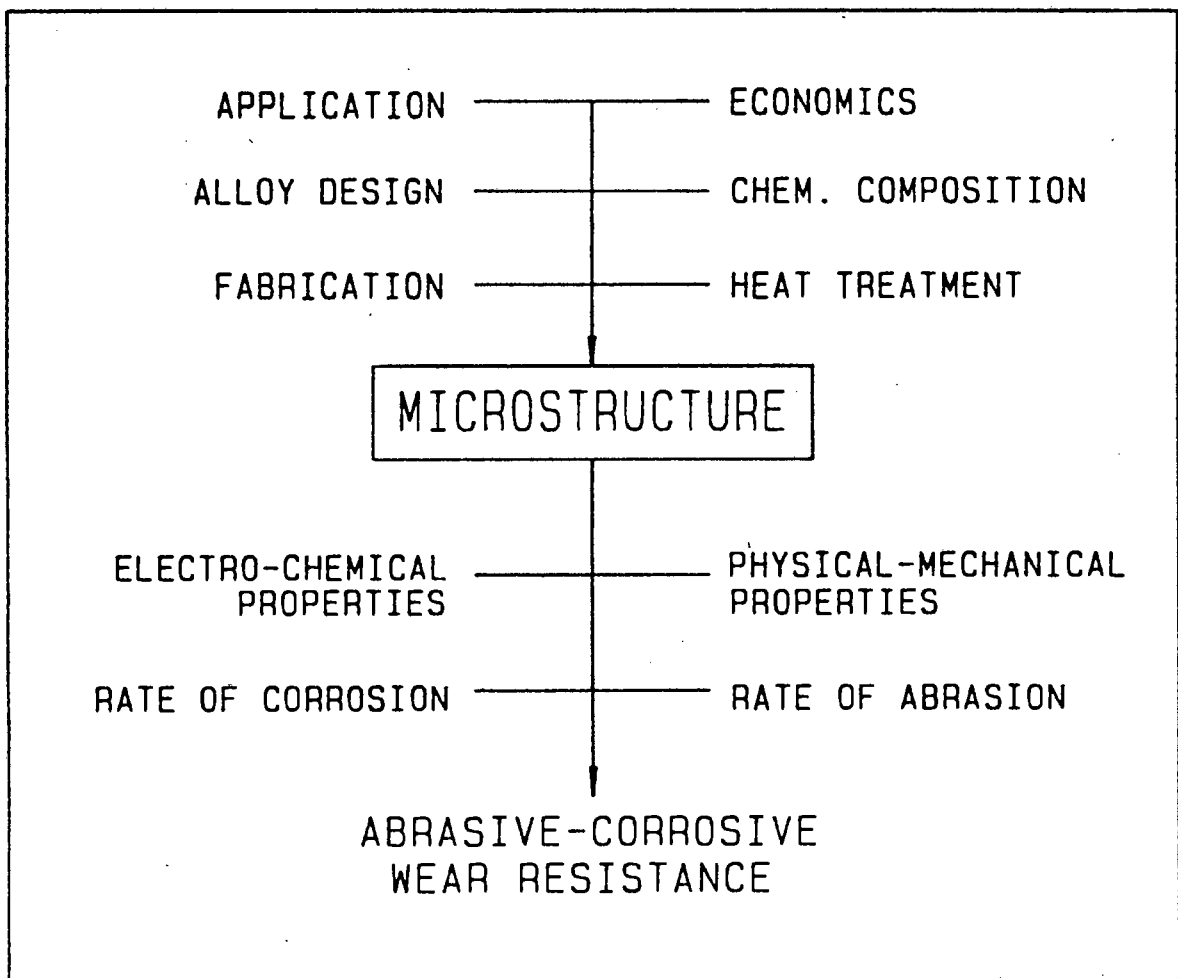 APPLICATION ECONOMICS
ALLOY DESIGN CHEM. COMPOSITION
FABRICATION HEAT TREATMENT
MICROSTRUCTURE
ELECTRO-CHEMICAL PROPERTIES
PHYSICAL-MECHANICAL PROPERTIES
RATE OF CORROSION RATE OF ABRASION
ABRASIVE-CORROSIVE
WEAR RESISTANCE